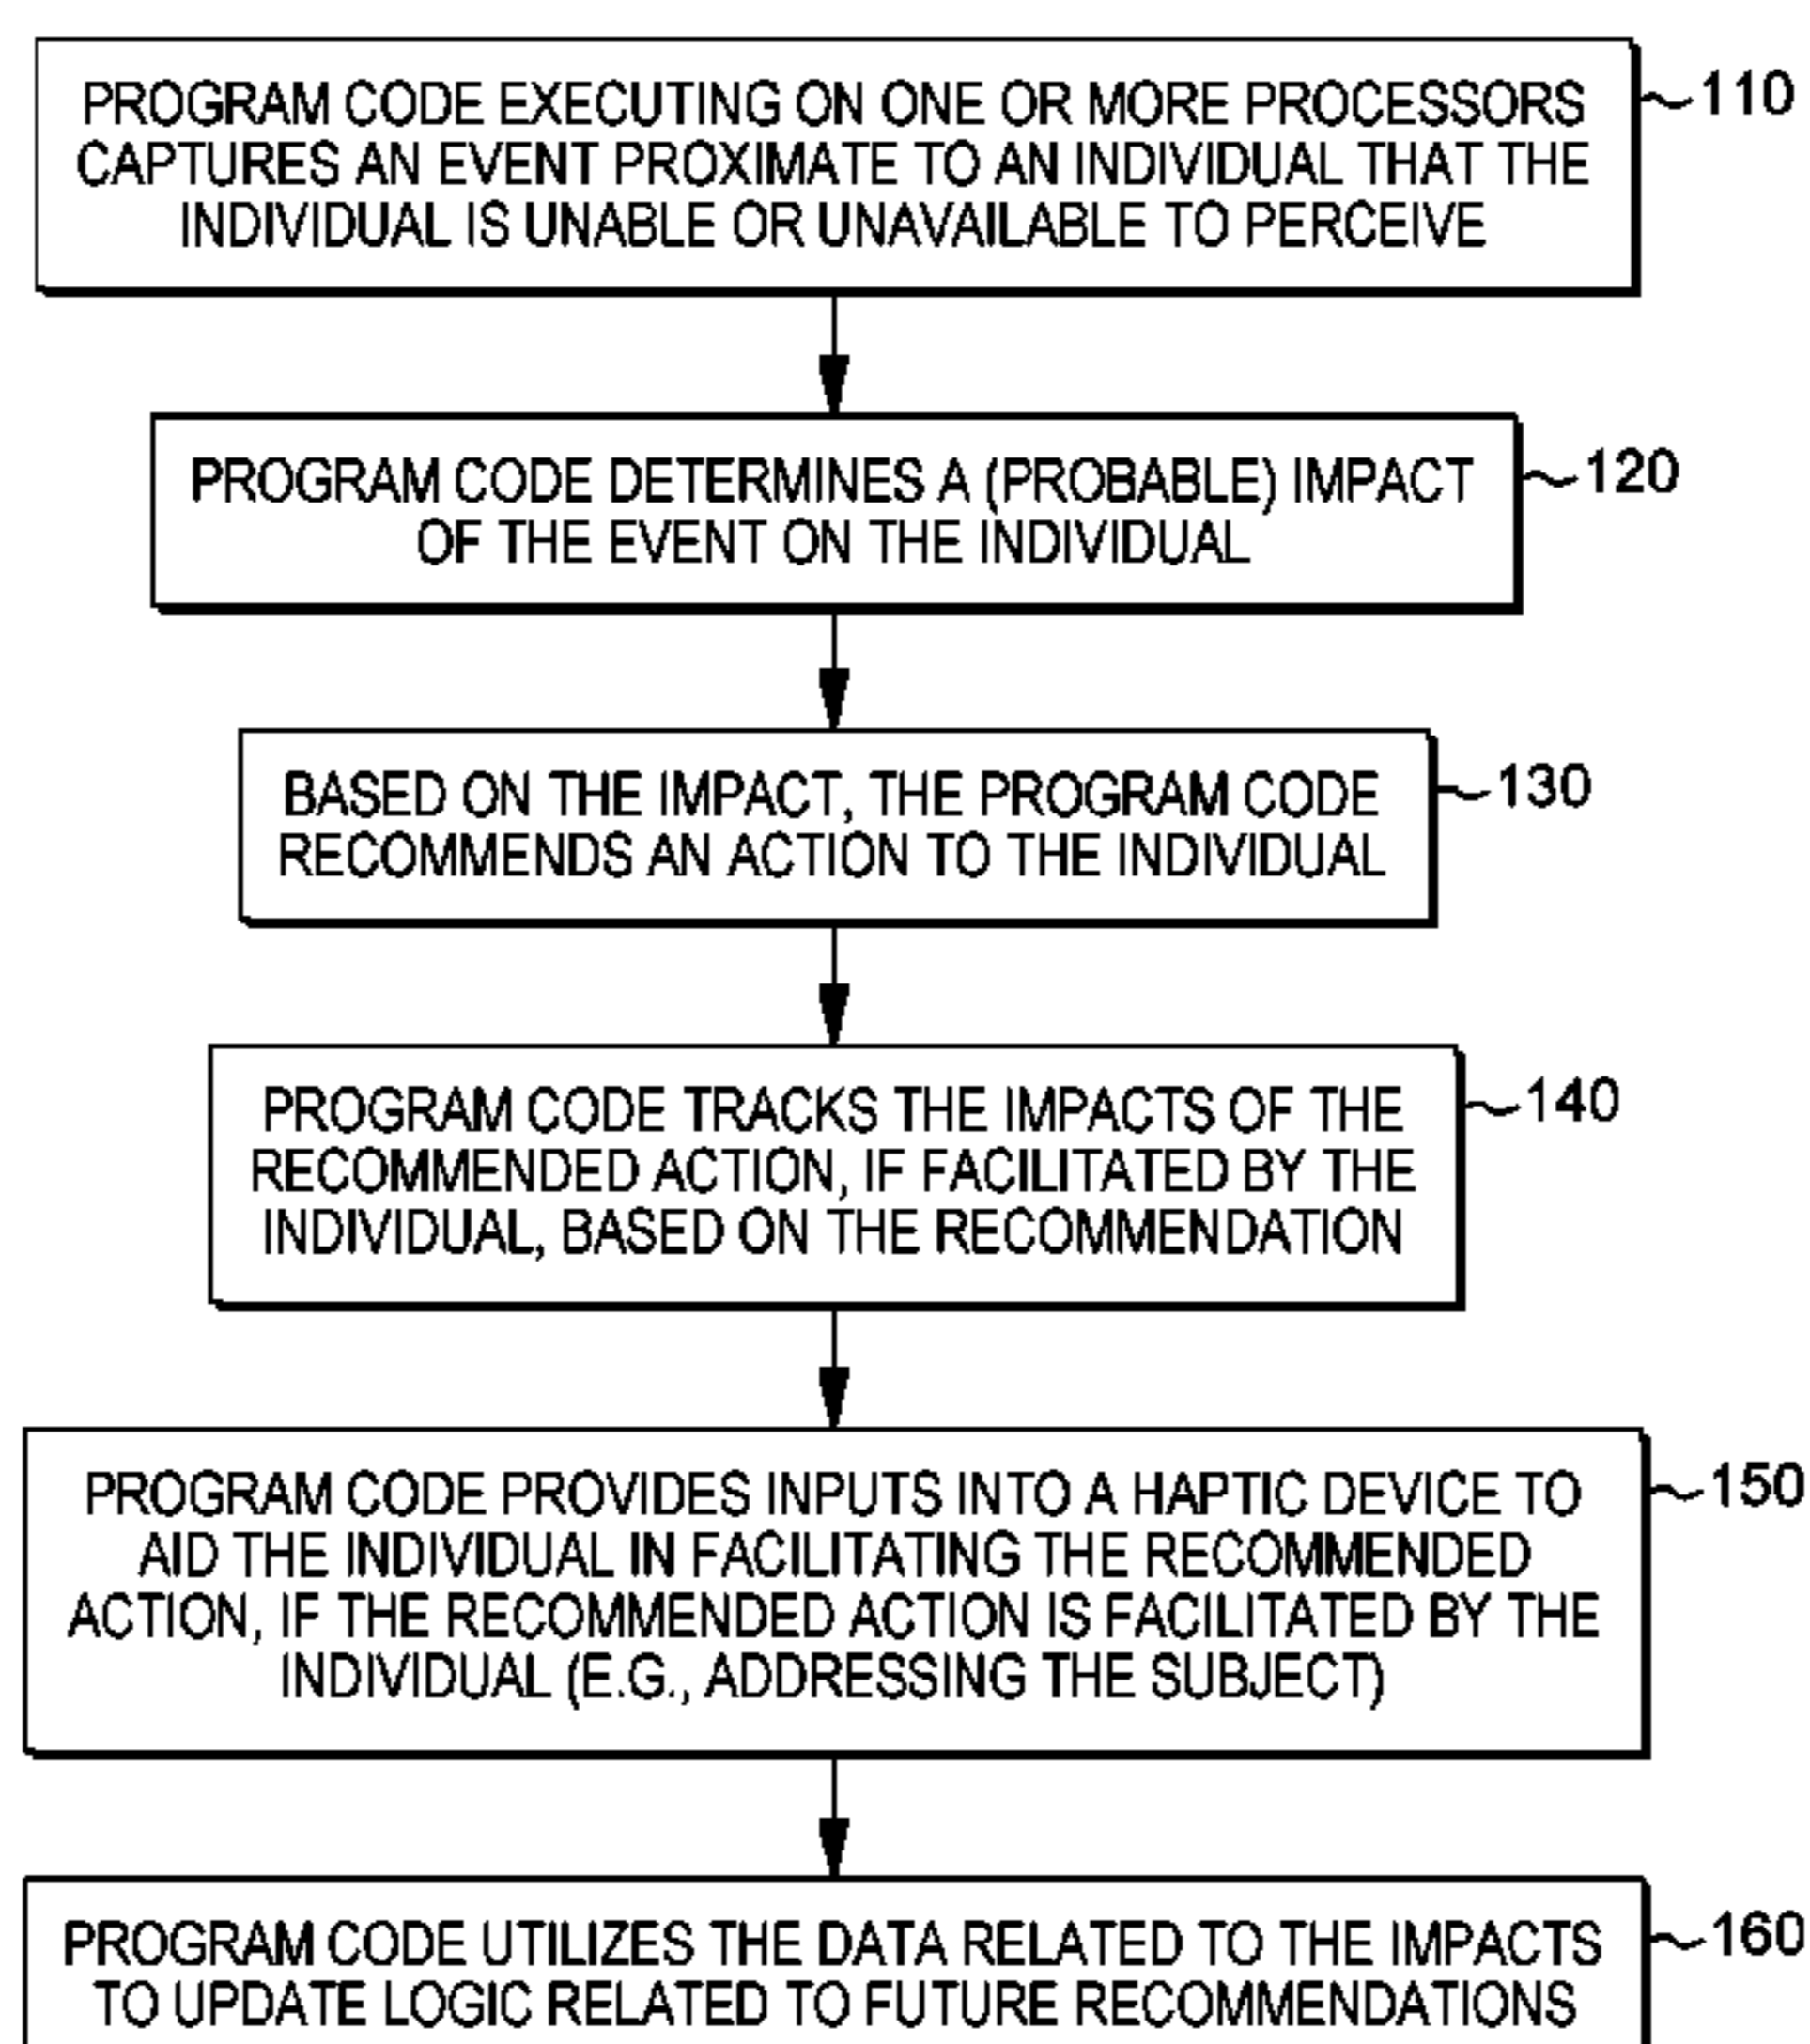 PROGRAM CODE EXECUTING ON ONE OR MORE PROCESSORS
CAPTURES AN EVENT PROXIMATE TO AN INDIVIDUAL THAT THE
INDIVIDUAL IS UNABLE OR UNAVAILABLE TO PERCEIVE
110
PROGRAM CODE DETERMINES A (PROBABLE) IMPACT
OF THE EVENT ON THE INDIVIDUAL
120
BASED ON THE IMPACT, THE PROGRAM CODE
RECOMMENDS AN ACTION TO THE INDIVIDUAL
130
PROGRAM CODE TRACKS THE IMPACTS OF THE
RECOMMENDED ACTION, IF FACILITATED BY THE
INDIVIDUAL, BASED ON THE RECOMMENDATION
140
PROGRAM CODE PROVIDES INPUTS INTO A HAPTIC DEVICE TO
AID THE INDIVIDUAL IN FACILITATING THE RECOMMENDED
ACTION, IF THE RECOMMENDED ACTION IS FACILITATED BY THE
INDIVIDUAL (E.G., ADDRESSING THE SUBJECT)
150
PROGRAM CODE UTILIZES THE DATA RELATED TO THE IMPACTS
TO UPDATE LOGIC RELATED TO FUTURE RECOMMENDATIONS
160